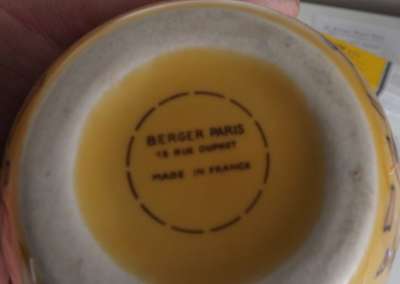 BERGER PARIS
13 RUE DUPHOT
MADE IN FRANCE